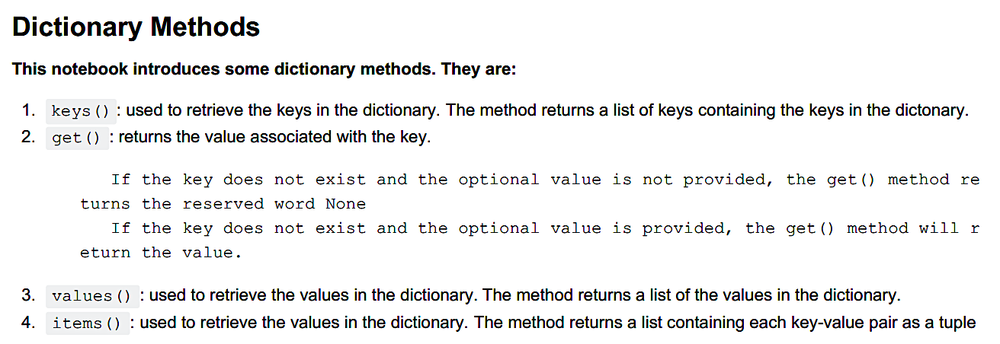 Dictionary Methods
This notebook introduces some dictionary methods. They are:
1. keys() : used to retrieve the keys in the dictionary. The method returns a list of keys containing the keys in the dictonary.
2. get() : returns the value associated with the key.
If the key does not exist and the optional value is not provided, the get() method re
turns the reserved word None
If the key does not exist and the optional value is provided, the get() method will r
eturn the value.
3. values() : used to retrieve the values in the dictionary. The method returns a list of the values in the dictionary.
4. items() : used to retrieve the values in the dictionary. The method returns a list containing each key-value pair as a tuple